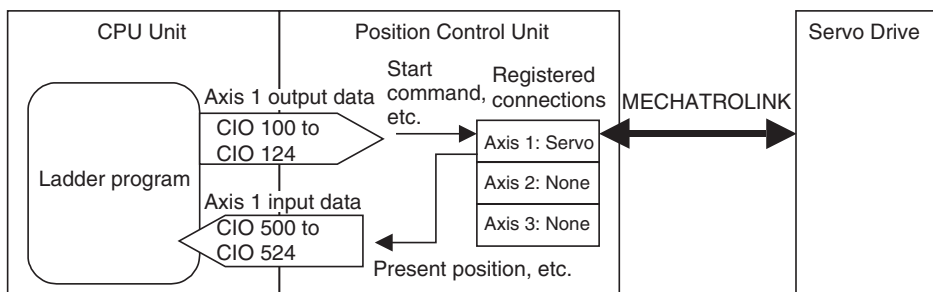 CPU Unit
Position Control Unit
Servo Drive
Start
command,
etc.
Registered
connections
MECHATROLINK
Axis 1 output data
CIO 100 to
CIO 124
Ladder program
Axis 1: Servo
Axis 2: None
Axis 3: None
Axis 1 input data
CIO 500 to
CIO 524
Present position, etc.